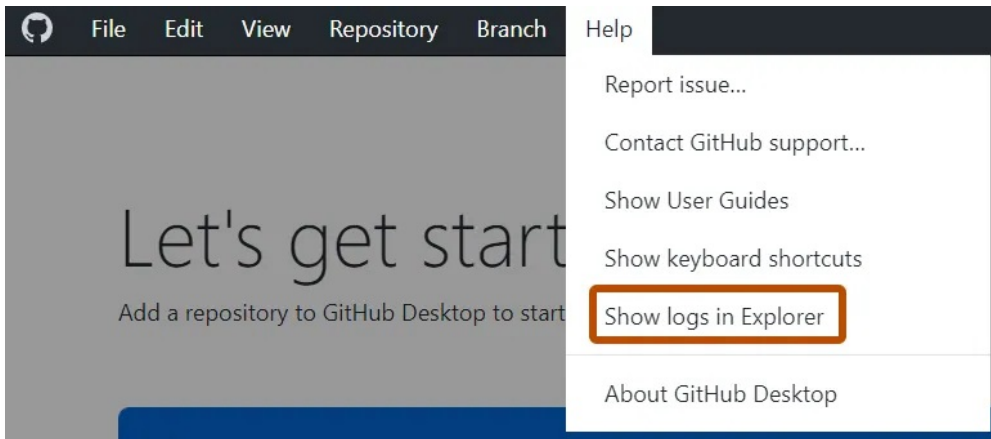 File Edit View Repository Branch Help
Report issue...
Contact GitHub support...
Show User Guides
Show keyboard shortcuts
Show logs in Explorer
About GitHub Desktop
Let's get start
Add a repository to GitHub Desktop to start